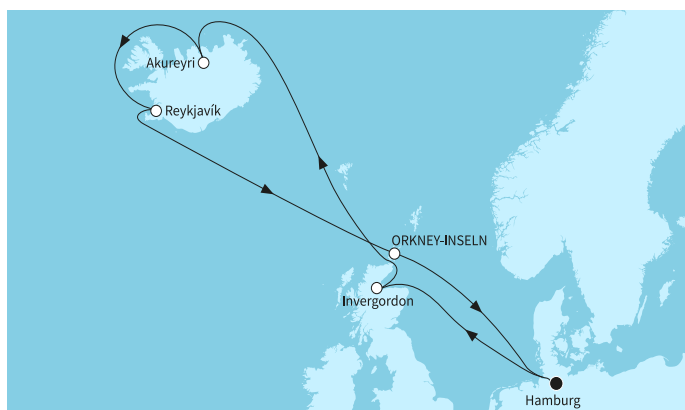 Akureyri
Reykjavík
ORKNEY-INSELN
Invergordon
Hamburg